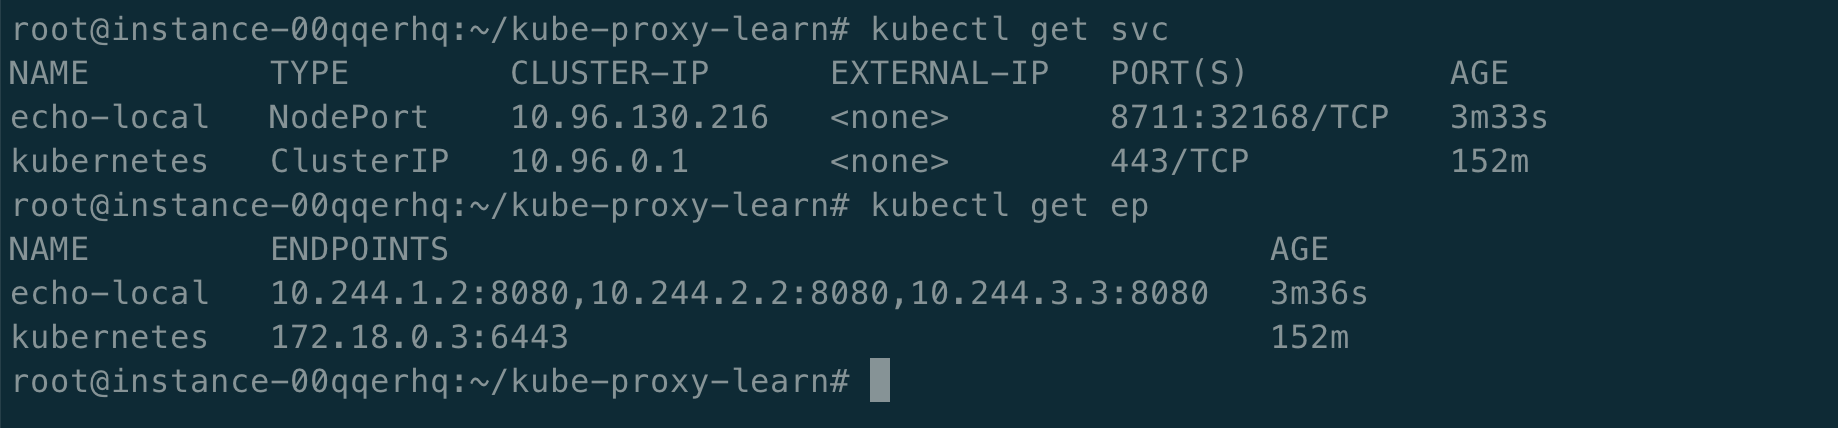 root@instance-00qqerhq:~/kube-proxy-learn# kubectl get svc
NAME         TYPE        CLUSTER-IP      EXTERNAL-IP   PORT(S)          AGE
echo-local   NodePort    10.96.130.216   <none>        8711:32168/TCP   3m33s
kubernetes   ClusterIP   10.96.0.1       <none>        443/TCP          152m
root@instance-00qqerhq:~/kube-proxy-learn# kubectl get ep
NAME         ENDPOINTS                                         AGE
echo-local   10.244.1.2:8080,10.244.2.2:8080,10.244.3.3:8080   3m36s
kubernetes   172.18.0.3:6443                                   152m
root@instance-00qqerhq:~/kube-proxy-learn#